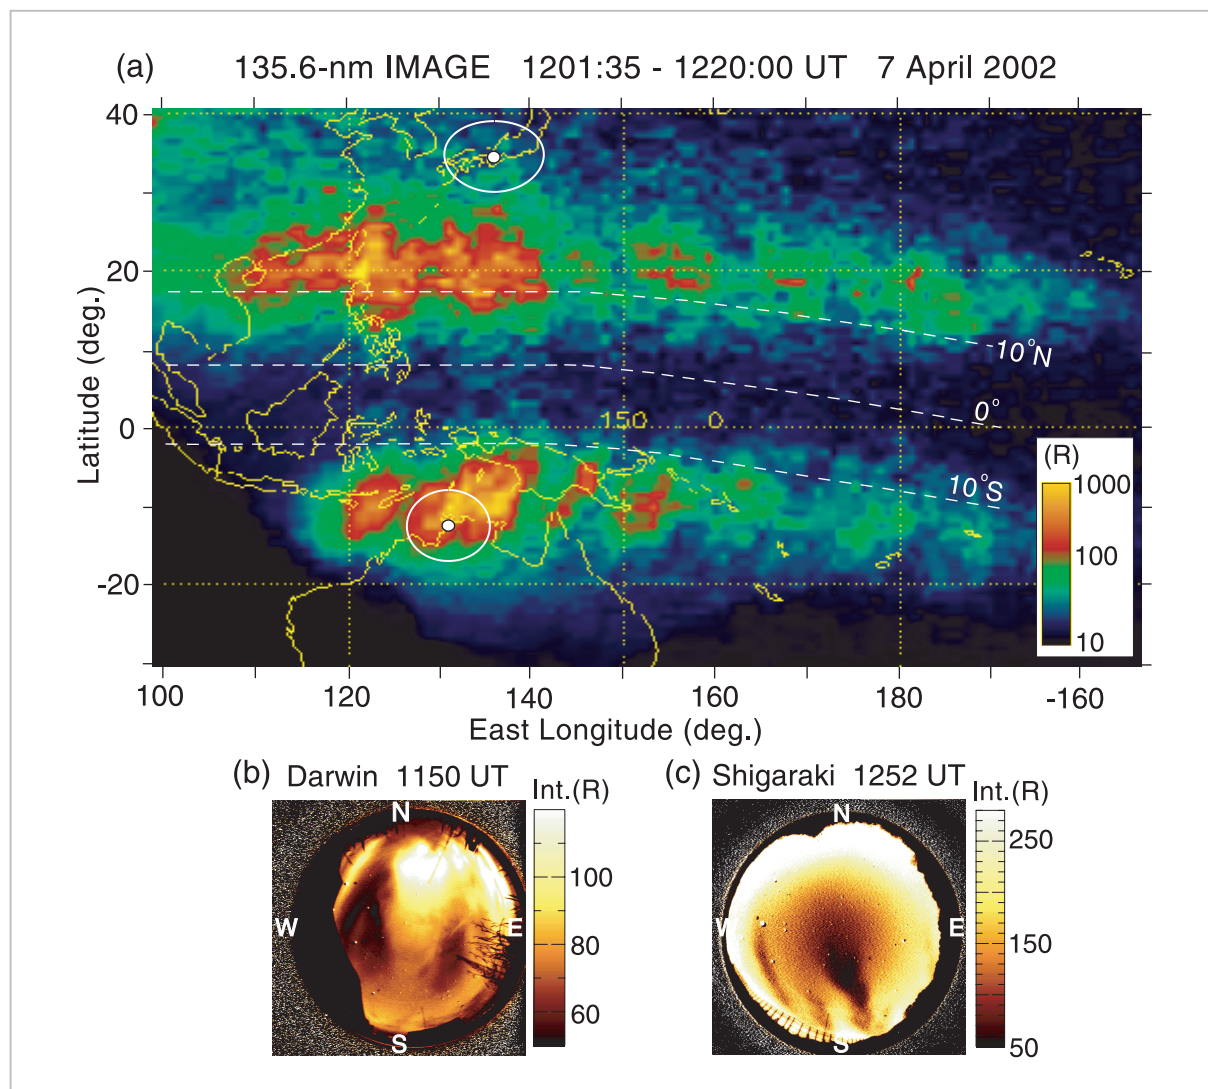 (a) 135.6-nm IMAGE 1201:35 - 1220:00 UT 7 April 2002
40
20
0
-20
Latitude (deg.)
150 0
10°N
0°
10°S
(R)
1000
100
10
100 120 140 160 180 -160
East Longitude (deg.)
(b) Darwin 1150 UT Int.(R)
N
W E
S
100
80
60
(c) Shigaraki 1252 UT Int.(R)
N
W E
S
250
150
50